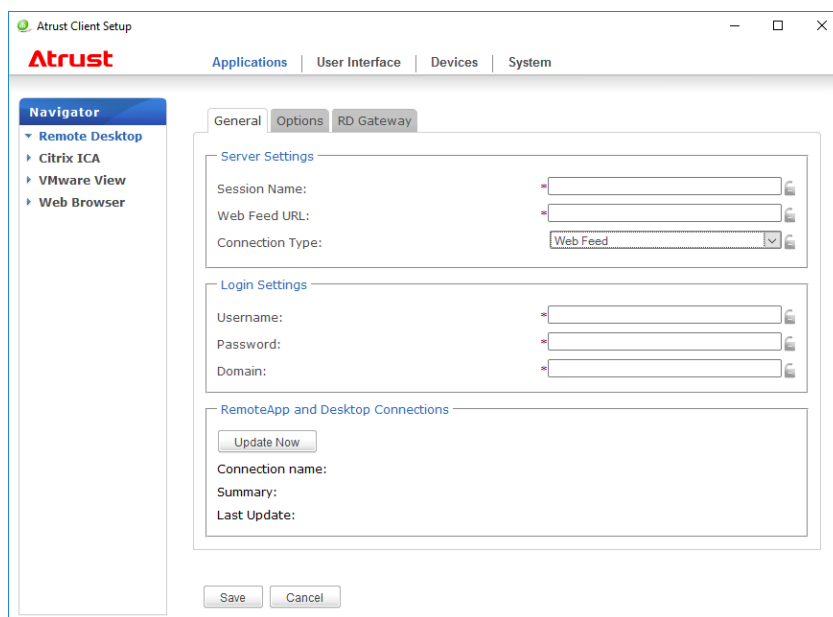 Atrust Client Setup
Atrust
Applications | User Interface | Devices | System
Navigator
Remote Desktop
Citrix ICA
VMware View
Web Browser
General Options RD Gateway
Server Settings
Session Name: *
Web Feed URL: *
Connection Type: Web Feed
Login Settings
Username: *
Password: *
Domain: *
RemoteApp and Desktop Connections
Update Now
Connection name:
Summary:
Last Update:
Save Cancel